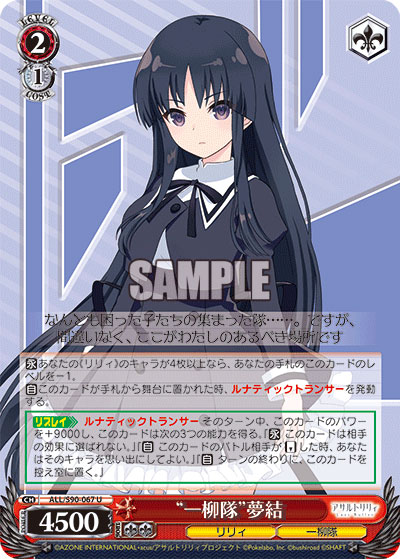 LEVEL
2
1
COST
SAMPLE
なんとも困った子たちの集まった隊……。ですが、
間違いなく、ここがわたしのあるべき場所です
永 あなたの《リリィ》のキャラが4枚以上なら、あなたの手札のこのカードのレ
ベルを－1。
自 このカードが手札から舞台に置かれた時、ルナティックトランサーを発動
する。
リプレイ ルナティックトランサー そのターン中、このカードのパワー
を+9000し、このカードは次の3つの能力を得る。『永 このカードは相手
の効果に選ばれない。』『自 このカードのバトル相手が【】した時、あなた
はそのキャラを思い出にしてよい。』『自 ターンの終わりに、このカードを
控え室に置く。』
CH
ALL/S90-067 U
“一柳隊”夢結
アサルトリリィ
4500
リリィ
一柳隊
©AZONE INTERNATIONAL・acus/アサルトリリィプロジェクト ©Pokelabo, Inc. ©bushiroad ©SHAFT